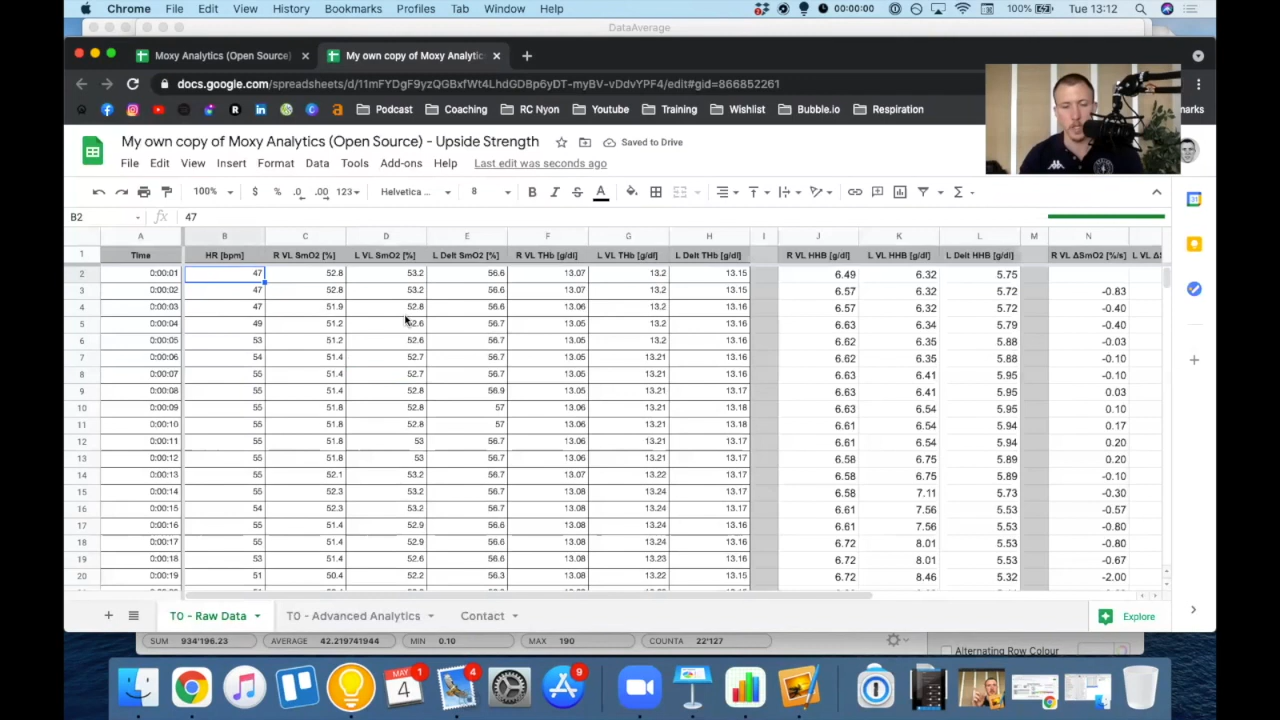 Chrome File Edit View History Bookmarks Profiles Tab Window Help 2 00:00:00 100% Tue 13:12
DataAverage
Moxy Analytics (Open Source) My own copy of Moxy Analytic
docs.google.com/spreadsheets/d/11mFYDgF9yzQGBxfWt4LhdGDBp6yDT-myBV-vDdvYPF4/edit#gid=866852261
Podcast Coaching RC Nyon Youtube Training Wishlist Bubble.io Respiration marks
My own copy of Moxy Analytics (Open Source) - Upside Strength Saved to Drive
File Edit View Insert Format Data Tools Add-ons Help Last edit was seconds ago
100% $ % .0 .00 123 Helvetica ... 8 B I S A
B2 fx 47
A B C D E F G H I J K L M N
1 Time HR [bpm] R VL SmO2 [%] L VL SmO2 [%] L Delt SmO2 [%] R VL THb [g/dl] L VL THb [g/dl] L Delt THb [g/dl] R VL HHB [g/dl] L VL HHB [g/dl] L Delt HHB [g/dl] R VL ΔSmO2 [%/s] L VL Δ
2 0:00:01 47 52.8 53.2 56.6 13.07 13.2 13.15 6.49 6.32 5.75
3 0:00:02 47 52.8 53.2 56.6 13.07 13.2 13.15 6.57 6.32 5.72 -0.83
4 0:00:03 47 51.9 52.8 56.6 13.06 13.2 13.16 6.57 6.32 5.72 -0.40
5 0:00:04 49 51.2 52.6 56.7 13.05 13.2 13.16 6.63 6.34 5.79 -0.40
6 0:00:05 53 51.2 52.6 56.7 13.05 13.2 13.16 6.62 6.35 5.88 -0.03
7 0:00:06 54 51.4 52.7 56.7 13.05 13.21 13.16 6.62 6.35 5.88 -0.10
8 0:00:07 55 51.4 52.7 56.7 13.05 13.21 13.16 6.63 6.41 5.95 -0.10
9 0:00:08 55 51.4 52.8 56.9 13.05 13.21 13.17 6.63 6.41 5.95 0.03
10 0:00:09 55 51.8 52.8 57 13.06 13.21 13.18 6.63 6.54 5.95 0.10
11 0:00:10 55 51.8 52.8 57 13.06 13.21 13.18 6.61 6.54 5.94 0.17
12 0:00:11 55 51.8 53 56.7 13.06 13.21 13.17 6.61 6.54 5.94 0.20
13 0:00:12 55 51.8 53 56.7 13.06 13.21 13.17 6.58 6.75 5.89 0.20
14 0:00:13 55 52.1 53.2 56.7 13.07 13.22 13.17 6.58 6.75 5.89 -0.10
15 0:00:14 55 52.3 53.2 56.6 13.08 13.24 13.17 6.58 7.11 5.73 -0.30
16 0:00:15 54 52.3 53.2 56.6 13.08 13.24 13.16 6.61 7.56 5.53 -0.57
17 0:00:16 55 51.4 52.9 56.6 13.08 13.24 13.16 6.61 7.56 5.53 -0.80
18 0:00:17 55 51.4 52.9 56.6 13.08 13.24 13.16 6.72 8.01 5.53 -0.80
19 0:00:18 53 51.4 52.6 56.6 13.08 13.23 13.16 6.72 8.01 5.53 -0.67
20 0:00:19 51 50.4 52.2 56.3 13.08 13.22 13.15 6.72 8.46 5.32 -2.00
T0 - Raw Data T0 - Advanced Analytics Contact Explore
SUM 934'196.23 AVERAGE 42.219741944 MIN 0.10 MAX 190 COUNTA 22'127
Alternating Row Colour
MAY 4 1 4 9